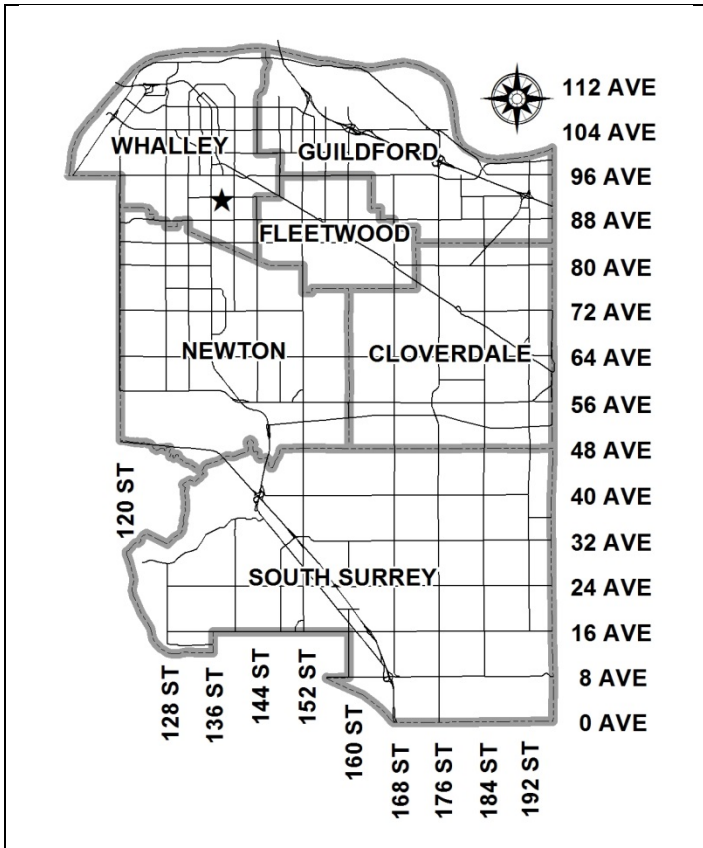 112 AVE
104 AVE
WHALLEY
GUILDFORD
96 AVE
88 AVE
FLEETWOOD
80 AVE
72 AVE
NEWTON
CLOVERDALE
64 AVE
56 AVE
48 AVE
120 ST
40 AVE
32 AVE
SOUTH SURREY
24 AVE
16 AVE
128 ST
136 ST
144 ST
152 ST
160 ST
8 AVE
0 AVE
168 ST
176 ST
184 ST
192 ST